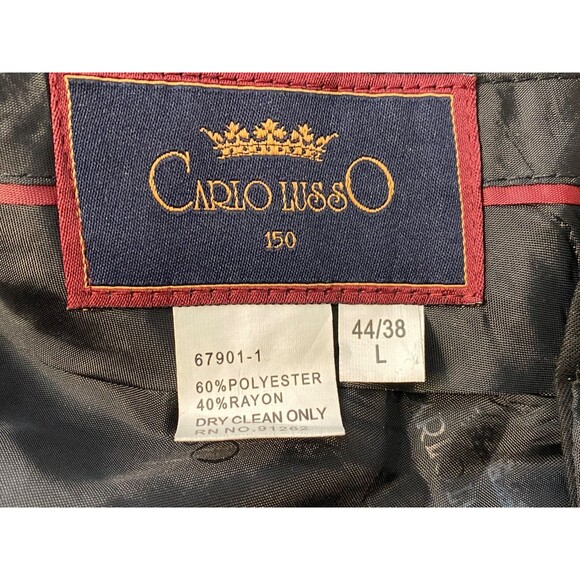 CARLO LUSSO
150
67901-1
60%POLYESTER
40%RAYON
DRY CLEAN ONLY
RN NO.91262
44/38
L